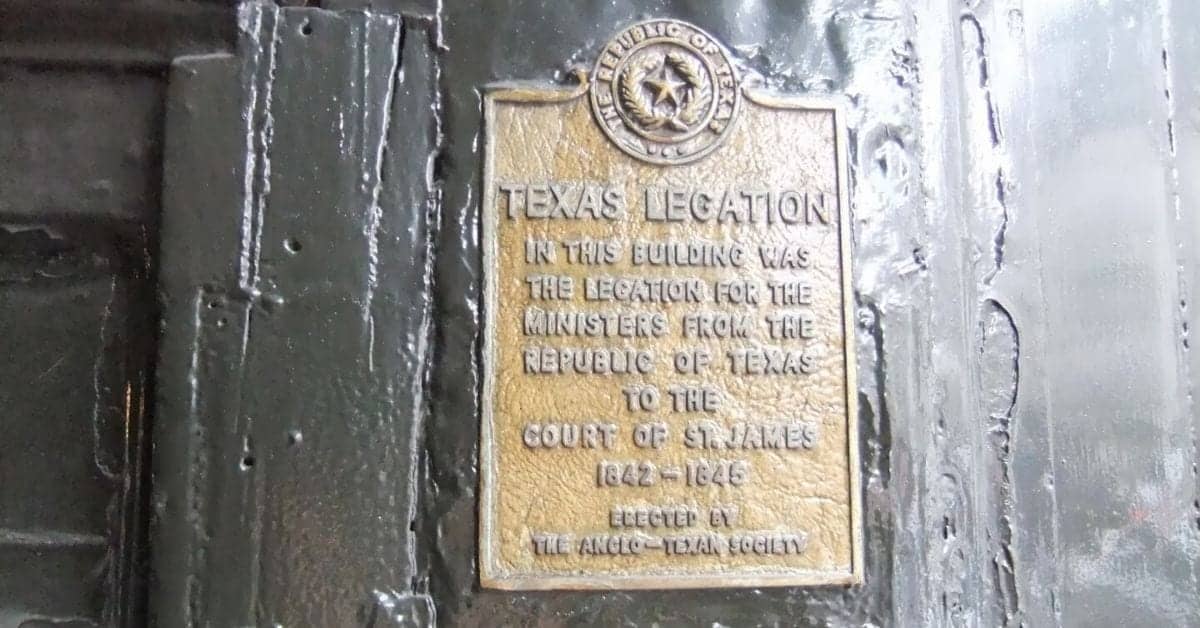 THE REPUBLIC OF TEXAS
TEXAS LEGATION
IN THIS BUILDING WAS
THE LEGATION FOR THE
MINISTERS FROM THE
REPUBLIC OF TEXAS
TO THE
COURT OF ST. JAMES
1842 – 1845
ERECTED BY
THE ANGLO – TEXAN SOCIETY